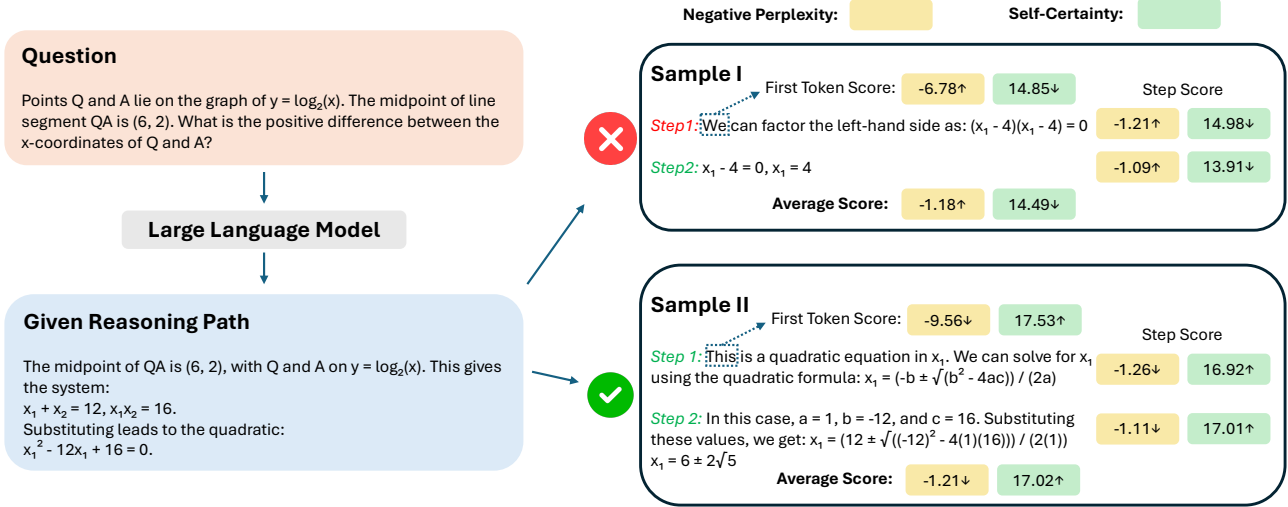 Negative Perplexity:
Self-Certainty:
Question
Points Q and A lie on the graph of y = log₂(x). The midpoint of line
segment QA is (6, 2). What is the positive difference between the
x-coordinates of Q and A?
Large Language Model
Given Reasoning Path
The midpoint of QA is (6, 2), with Q and A on y = log₂(x). This gives
the system:
x₁ + x₂ = 12, x₁x₂ = 16.
Substituting leads to the quadratic:
x₁² - 12x₁ + 16 = 0.
Sample I
First Token Score: -6.78↑ 14.85↓
Step Score
Step1: We can factor the left-hand side as: (x₁ - 4)(x₁ - 4) = 0 -1.21↑ 14.98↓
Step2: x₁ - 4 = 0, x₁ = 4 -1.09↑ 13.91↓
Average Score: -1.18↑ 14.49↓
Sample II
First Token Score: -9.56↓ 17.53↑
Step Score
Step 1: This is a quadratic equation in x₁. We can solve for x₁
using the quadratic formula: x₁ = (-b ± √(b² - 4ac)) / (2a)
-1.26↓ 16.92↑
Step 2: In this case, a = 1, b = -12, and c = 16. Substituting
these values, we get: x₁ = (12 ± √((-12)² - 4(1)(16))) / (2(1))
x₁ = 6 ± 2√5
-1.11↓ 17.01↑
Average Score: -1.21↓ 17.02↑